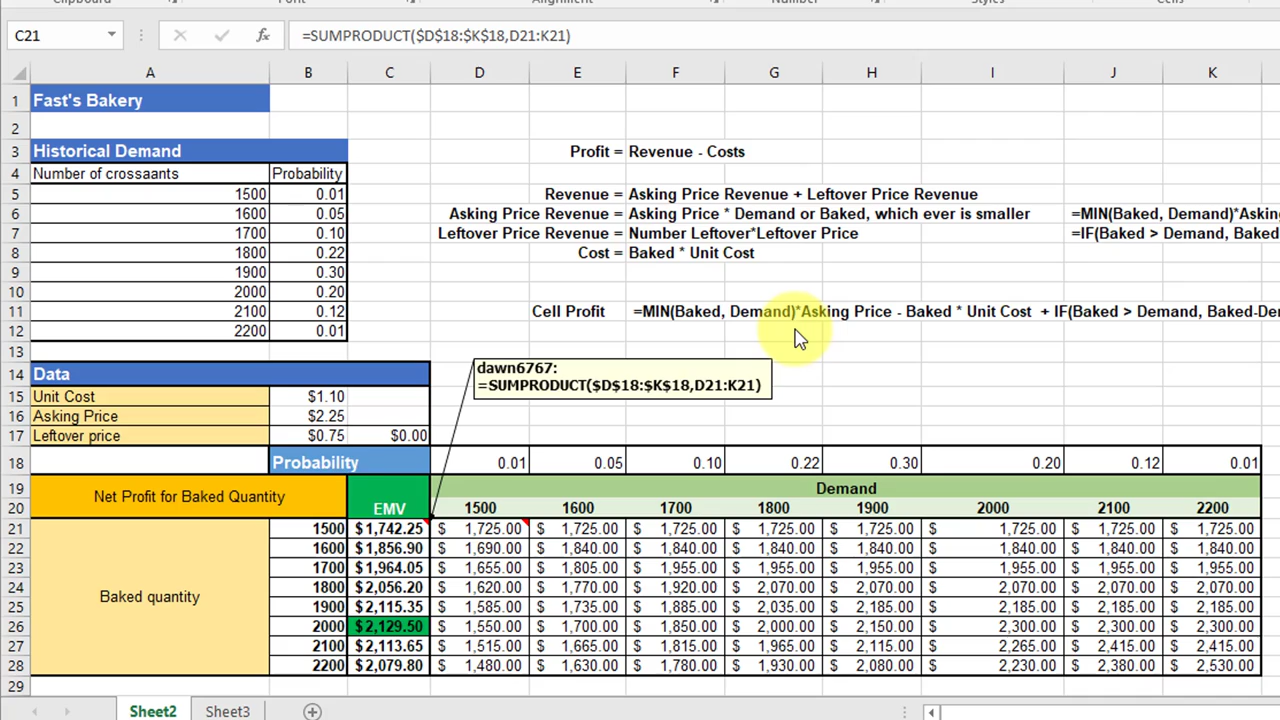 Clipboard Font Alignment Number Styles Cells
C21 fx =SUMPRODUCT($D$18:$K$18,D21:K21)
A B C D E F G H I J K
1 Fast's Bakery
2
3 Historical Demand Profit = Revenue - Costs
4 Number of crossaants Probability
5 1500 0.01 Revenue = Asking Price Revenue + Leftover Price Revenue
6 1600 0.05 Asking Price Revenue = Asking Price * Demand or Baked, which ever is smaller =MIN(Baked, Demand)*Asking
7 1700 0.10 Leftover Price Revenue = Number Leftover*Leftover Price =IF(Baked > Demand, Baked
8 1800 0.22 Cost = Baked * Unit Cost
9 1900 0.30
10 2000 0.20
11 2100 0.12 Cell Profit =MIN(Baked, Demand)*Asking Price - Baked * Unit Cost + IF(Baked > Demand, Baked-De
12 2200 0.01
13
14 Data
dawn6767:
=SUMPRODUCT($D$18:$K$18,D21:K21)
15 Unit Cost $1.10
16 Asking Price $2.25
17 Leftover price $0.75 $0.00
18 Probability 0.01 0.05 0.10 0.22 0.30 0.20 0.12 0.01
19 Net Profit for Baked Quantity Demand
20 EMV 1500 1600 1700 1800 1900 2000 2100 2200
21 1500 $1,742.25 $ 1,725.00 $ 1,725.00 $ 1,725.00 $ 1,725.00 $ 1,725.00 $ 1,725.00 $ 1,725.00 $ 1,725.00
22 1600 $1,856.90 $ 1,690.00 $ 1,840.00 $ 1,840.00 $ 1,840.00 $ 1,840.00 $ 1,840.00 $ 1,840.00 $ 1,840.00
23 1700 $1,964.05 $ 1,655.00 $ 1,805.00 $ 1,955.00 $ 1,955.00 $ 1,955.00 $ 1,955.00 $ 1,955.00 $ 1,955.00
24 1800 $2,056.20 $ 1,620.00 $ 1,770.00 $ 1,920.00 $ 2,070.00 $ 2,070.00 $ 2,070.00 $ 2,070.00 $ 2,070.00
Baked quantity
25 1900 $2,115.35 $ 1,585.00 $ 1,735.00 $ 1,885.00 $ 2,035.00 $ 2,185.00 $ 2,185.00 $ 2,185.00 $ 2,185.00
26 2000 $2,129.50 $ 1,550.00 $ 1,700.00 $ 1,850.00 $ 2,000.00 $ 2,150.00 $ 2,300.00 $ 2,300.00 $ 2,300.00
27 2100 $2,113.65 $ 1,515.00 $ 1,665.00 $ 1,815.00 $ 1,965.00 $ 2,115.00 $ 2,265.00 $ 2,415.00 $ 2,415.00
28 2200 $2,079.80 $ 1,480.00 $ 1,630.00 $ 1,780.00 $ 1,930.00 $ 2,080.00 $ 2,230.00 $ 2,380.00 $ 2,530.00
29
Sheet2 Sheet3